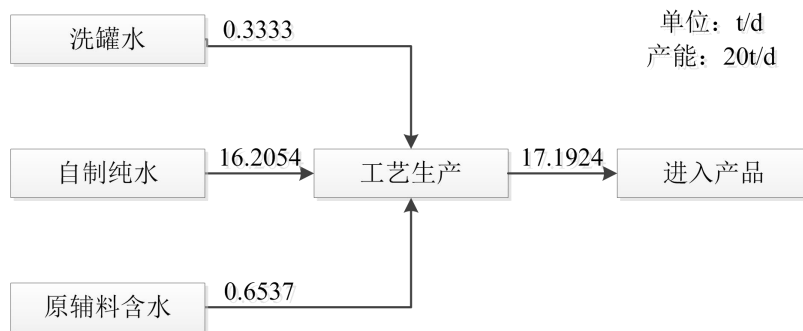 洗罐水
0.3333
单位：t/d
产能：20t/d
自制纯水
16.2054
工艺生产
17.1924
进入产品
原辅料含水
0.6537